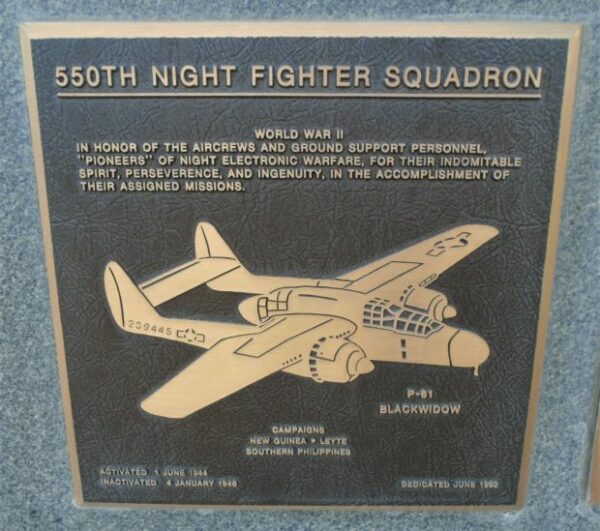 550TH NIGHT FIGHTER SQUADRON
WORLD WAR II
IN HONOR OF THE AIRCREWS AND GROUND SUPPORT PERSONNEL,
"PIONEERS" OF NIGHT ELECTRONIC WARFARE, FOR THEIR INDOMITABLE
SPIRIT, PERSEVERENCE, AND INGENUITY, IN THE ACCOMPLISHMENT OF
THEIR ASSIGNED MISSIONS.
239445
P-61
BLACKWIDOW
CAMPAIGNS
NEW GUINEA * LEYTE
SOUTHERN PHILIPPINES
ACTIVATED 1 JUNE 1944
INACTIVATED 4 JANUARY 1946
DEDICATED JUNE 1992